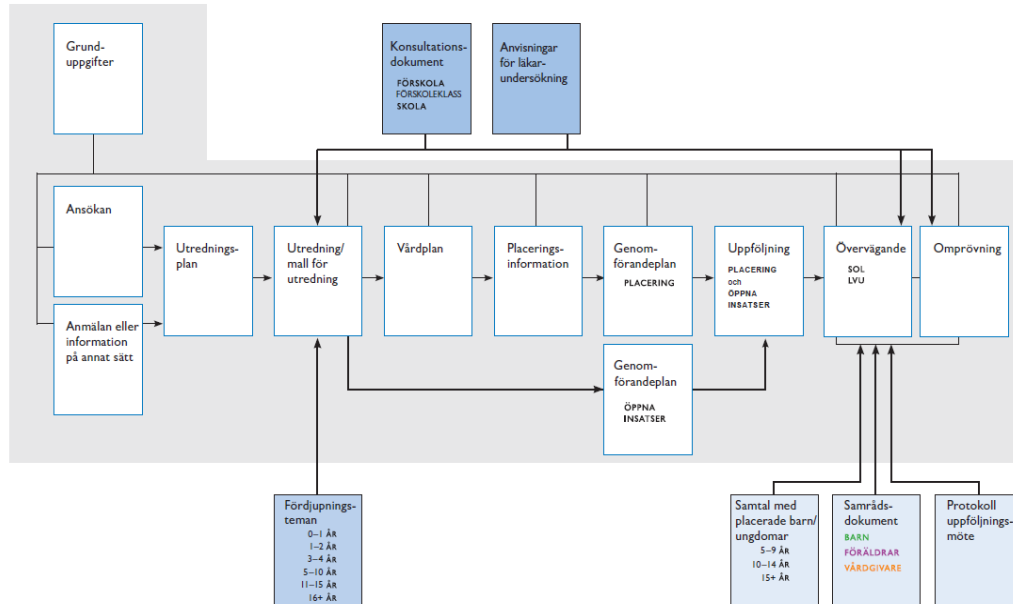 Grund-
uppgifter
Konsultations-
dokument
FÖRSKOLA
FÖRSKOLEKLASS
SKOLA
Anvisningar
för läkar-
undersökning
Ansökan
Anmälan eller
information
på annat sätt
Utrednings-
plan
Utredning/
mall för
utredning
Vårdplan
Placerings-
information
Genom-
förandeplan
PLACERING
Genom-
förandeplan
ÖPPNA
INSATSER
Uppföljning
PLACERING
och
ÖPPNA
INSATSER
Övervägande
SOL
LVU
Omprövning
Fördjupnings-
teman
0–1 ÅR
1–2 ÅR
3–4 ÅR
5–10 ÅR
11–15 ÅR
16+ ÅR
Samtal med
placerade barn/
ungdomar
5–9 ÅR
10–14 ÅR
15+ ÅR
Samråds-
dokument
BARN
FÖRÄLDRAR
VÅRDGIVARE
Protokoll
uppföljnings-
möte